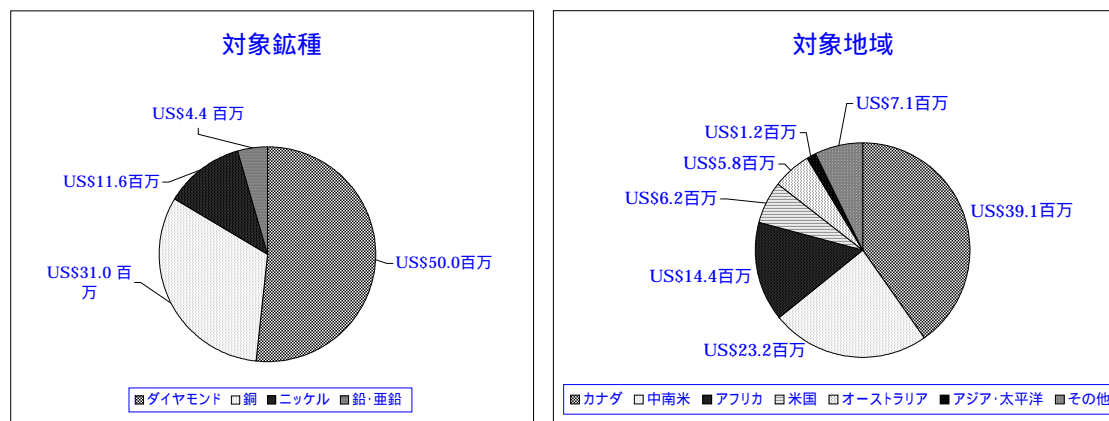 対象鉱種
US$4.4 百万
US$11.6百万
US$31.0 百
万
US$50.0百万
ダイヤモンド 銅 ニッケル 鉛・亜鉛
対象地域
US$7.1百万
US$1.2百万
US$5.8百万
US$6.2百万
US$39.1百万
US$14.4百万
US$23.2百万
カナダ 中南米 アフリカ 米国 オーストラリア アジア・太平洋 その他